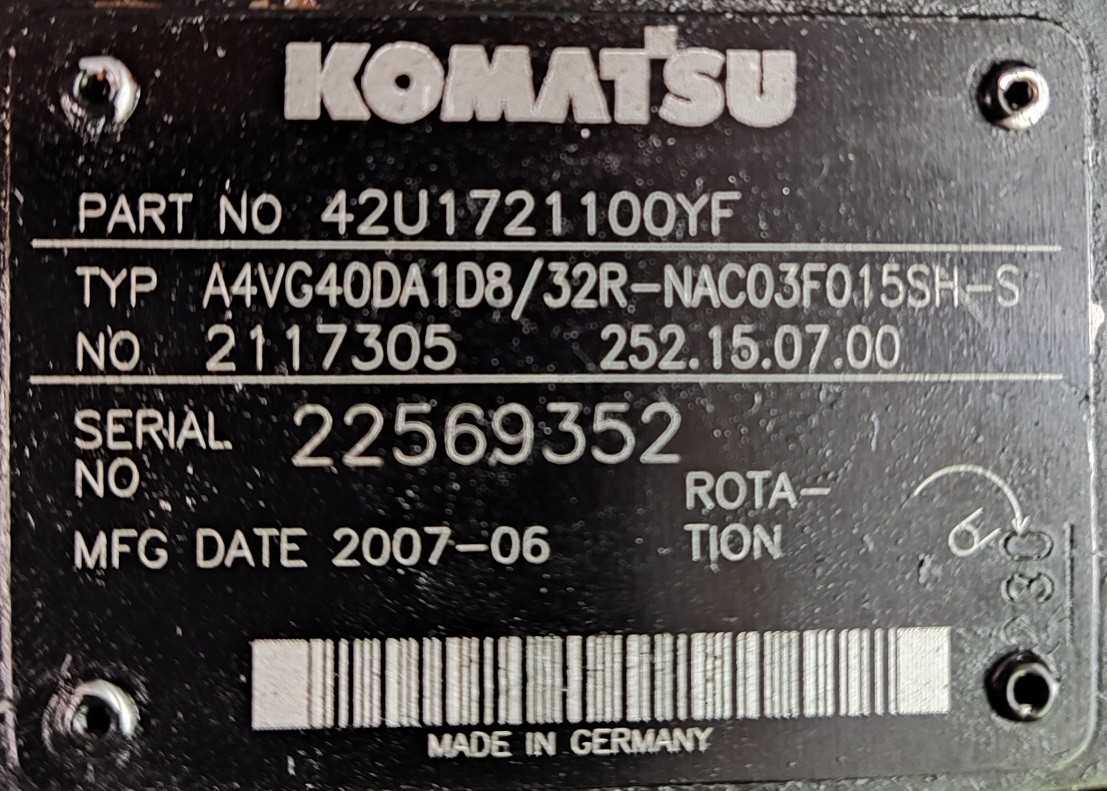 KOMATSU
PART NO 42U1721100YF
TYP A4VG40DA1D8/32R-NAC03F015SH-S
NO 2117305 252.15.07.00
SERIAL NO 22569352
ROTA-
TION
MFG DATE 2007-06
MADE IN GERMANY